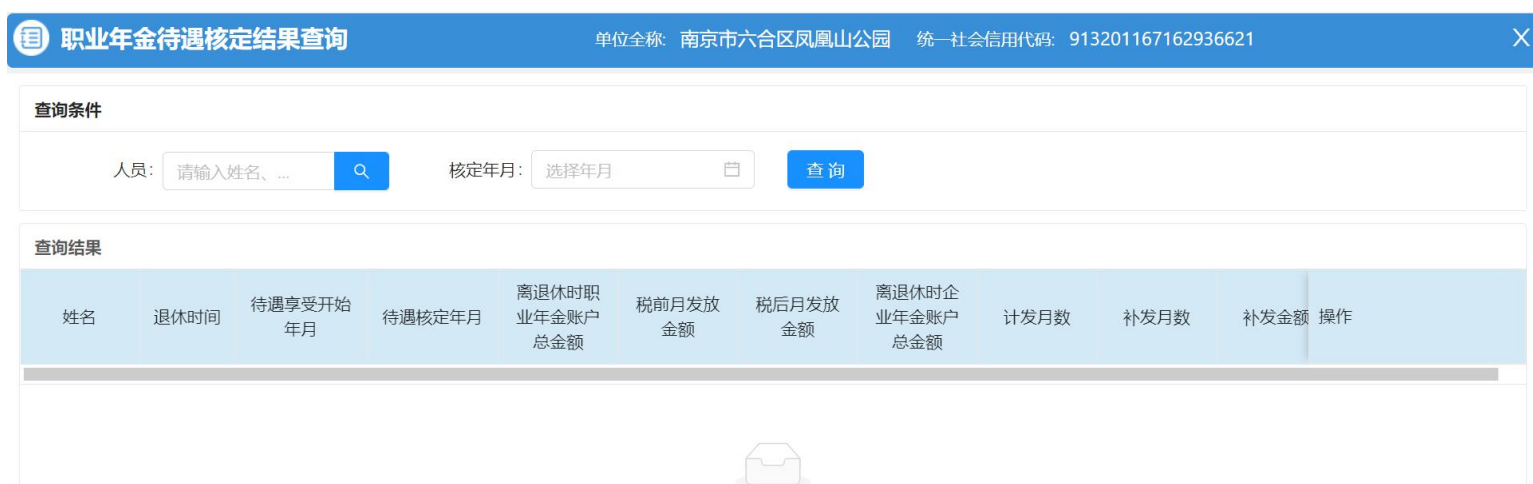 职业年金待遇核定结果查询 单位全称: 南京市六合区凤凰山公园 统一社会信用代码: 913201167162936621 X
查询条件
人员: 请输入姓名、... 核定年月: 选择年月 查 询
查询结果
姓名 退休时间 待遇享受开始年月 待遇核定年月 离退休时职业年金账户总金额 税前月发放金额 税后月发放金额 离退休时企业年金账户总金额 计发月数 补发月数 补发金额 操作